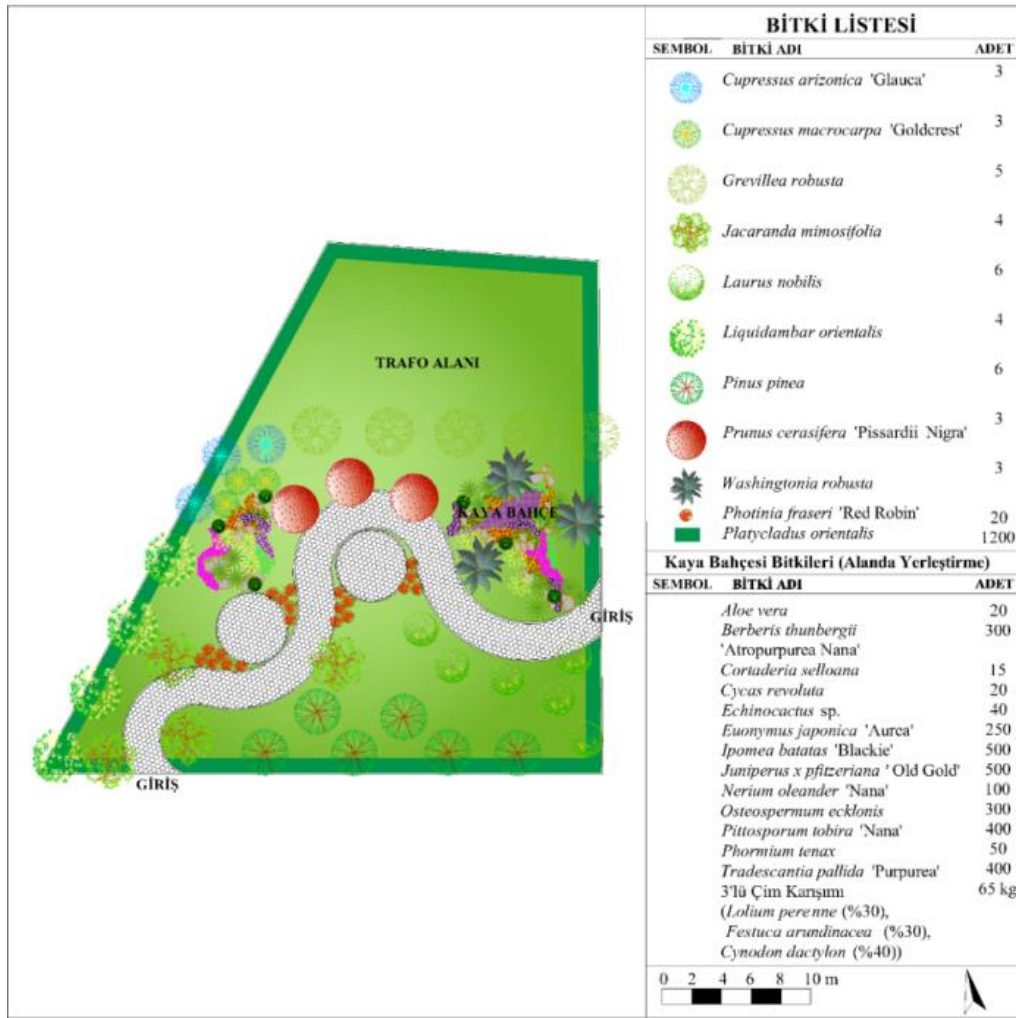 TRAFO ALANI
KAYA BAHÇE
GİRİŞ
GİRİŞ
BİTKİ LİSTESİ
SEMBOL BİTKİ ADI ADET
Cupressus arizonica 'Glauca' 3
Cupressus macrocarpa 'Goldcrest' 3
Grevillea robusta 5
Jacaranda mimosifolia 4
Laurus nobilis 6
Liquidambar orientalis 4
Pinus pinea 6
Prunus cerasifera 'Pissardii Nigra' 3
Washingtonia robusta 3
Photinia fraseri 'Red Robin' 20
Platycladus orientalis 1200
Kaya Bahçesi Bitkileri (Alanda Yerleştirme)
SEMBOL BİTKİ ADI ADET
Aloe vera 20
Berberis thunbergii 300
'Atropurpurea Nana'
Cortaderia selloana 15
Cycas revoluta 20
Echinocactus sp. 40
Euonymus japonica 'Aurea' 250
Ipomea batatas 'Blackie' 500
Juniperus x pfitzeriana ' Old Gold' 500
Nerium oleander 'Nana' 100
Osteospermum ecklonis 300
Pittosporum tobira 'Nana' 400
Phormium tenax 50
Tradescantia pallida 'Purpurea' 400
3'lü Çim Karışımı 65 kg
(Lolium perenne (%30),
Festuca arundinacea (%30),
Cynodon dactylon (%40))
0 2 4 6 8 10 m